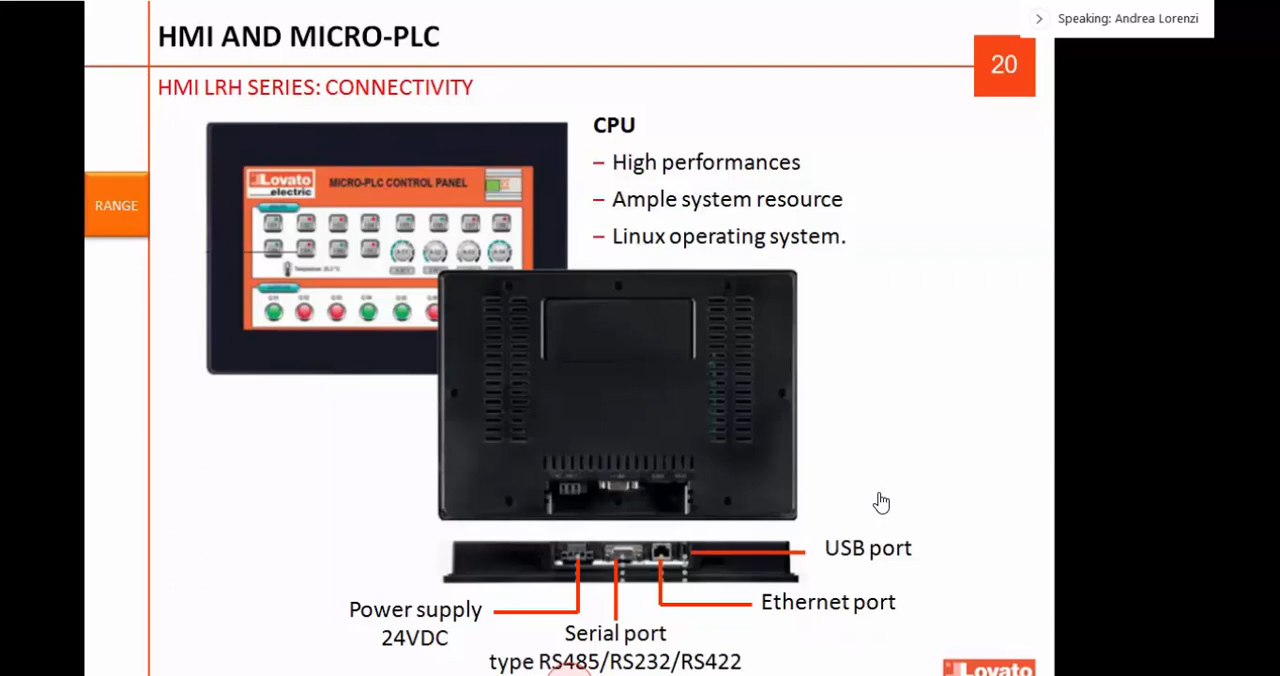 Speaking: Andrea Lorenzi
HMI AND MICRO-PLC
20
HMI LRH SERIES: CONNECTIVITY
CPU
– High performances
– Ample system resource
– Linux operating system.
RANGE
Lovato
electric
MICRO-PLC CONTROL PANEL
USB port
Ethernet port
Power supply
24VDC
Serial port
type RS485/RS232/RS422
Lovato